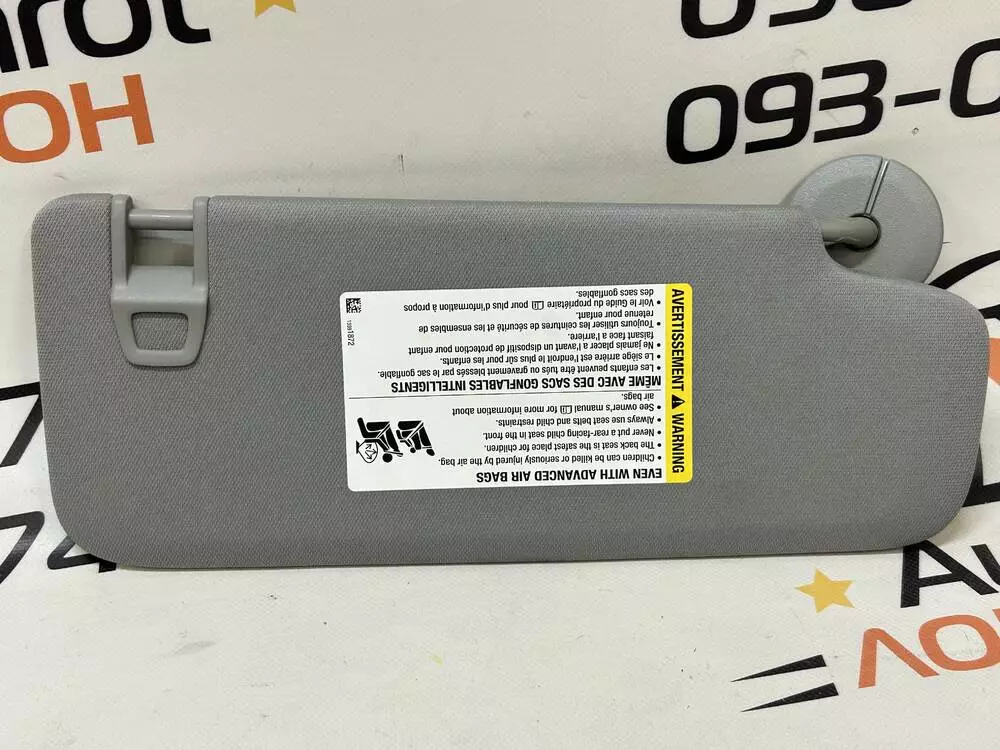 arot
ЛОН
093-0
AVERTISSEMENT ⚠ WARNING
EVEN WITH ADVANCED AIR BAGS
• Children can be killed or seriously injured by the air bag.
• The back seat is the safest place for children.
• Never put a rear-facing child seat in the front.
• Always use seat belts and child restraints.
• See owner's manual for more information about
air bags.
MÊME AVEC DES SACS GONFLABLES INTELLIGENTS
• Les enfants peuvent être tués ou gravement blessés par le sac gonflable.
• Le siège arrière est l'endroit le plus sûr pour les enfants.
• Ne jamais placer à l'avant un dispositif de protection pour enfant
faisant face à l'arrière.
• Toujours utiliser les ceintures de sécurité et les ensembles de
retenue pour enfant.
• Voir le Guide du propriétaire pour plus d'information à propos
des sacs gonflables.
74
Au
ЛОV